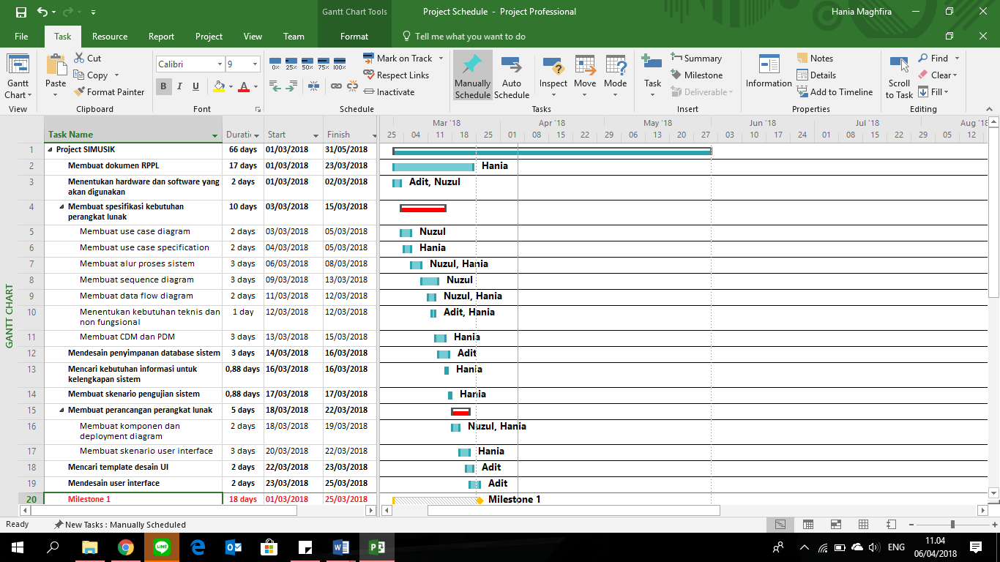 Gantt Chart Tools
Project Schedule - Project Professional
Hania Maghfira
File Task Resource Report Project View Team Format Tell me what you want to do
Gantt Chart
View
Paste
Cut
Copy
Format Painter
Clipboard
Calibri 9
B I U A
Font
0% 25% 50% 75% 100%
Mark on Track
Respect Links
Inactivate
Schedule
Manually Schedule
Auto Schedule
Inspect
Move
Mode
Tasks
Task
Summary
Milestone
Deliverable
Insert
Information
Notes
Details
Add to Timeline
Properties
Scroll to Task
Find
Clear
Fill
Editing
Mar '18 Apr '18 May '18 Jun '18 Jul '18 Aug '18
Task Name Duratic Start Finish
25 04 11 18 25 01 08 15 22 29 06 13 20 27 03 10 17 24 01 08 15 22 29 05 12
GANTT CHART
1 Project SIMUSIK 66 days 01/03/2018 31/05/2018
2 Membuat dokumen RPPL 17 days 01/03/2018 23/03/2018 Hania
3 Menentukan hardware dan software yang 2 days 01/03/2018 02/03/2018 Adit, Nuzul
akan digunakan
4 Membuat spesifikasi kebutuhan 10 days 03/03/2018 15/03/2018
perangkat lunak
5 Membuat use case diagram 2 days 03/03/2018 05/03/2018 Nuzul
6 Membuat use case specification 2 days 04/03/2018 05/03/2018 Hania
7 Membuat alur proses sistem 3 days 06/03/2018 08/03/2018 Nuzul, Hania
8 Membuat sequence diagram 3 days 09/03/2018 13/03/2018 Nuzul
9 Membuat data flow diagram 2 days 11/03/2018 12/03/2018 Nuzul, Hania
10 Menentukan kebutuhan teknis dan 1 day 12/03/2018 12/03/2018 Adit, Hania
non fungsional
11 Membuat CDM dan PDM 3 days 13/03/2018 15/03/2018 Hania
12 Mendesain penyimpanan database sistem 3 days 14/03/2018 16/03/2018 Adit
13 Mencari kebutuhan informasi untuk 0,88 days 16/03/2018 16/03/2018 Hania
kelengkapan sistem
14 Membuat skenario pengujian sistem 0,88 days 17/03/2018 17/03/2018 Hania
15 Membuat perancangan perangkat lunak 5 days 18/03/2018 22/03/2018
16 Membuat komponen dan 2 days 18/03/2018 19/03/2018 Nuzul, Hania
deployment diagram
17 Membuat skenario user interface 3 days 20/03/2018 22/03/2018 Hania
18 Mencari template desain UI 2 days 22/03/2018 23/03/2018 Adit
19 Mendesain user interface 2 days 23/03/2018 25/03/2018 Adit
20 Milestone 1 18 days 01/03/2018 25/03/2018 Milestone 1
Ready New Tasks : Manually Scheduled
LINE
ENG
11.04
06/04/2018